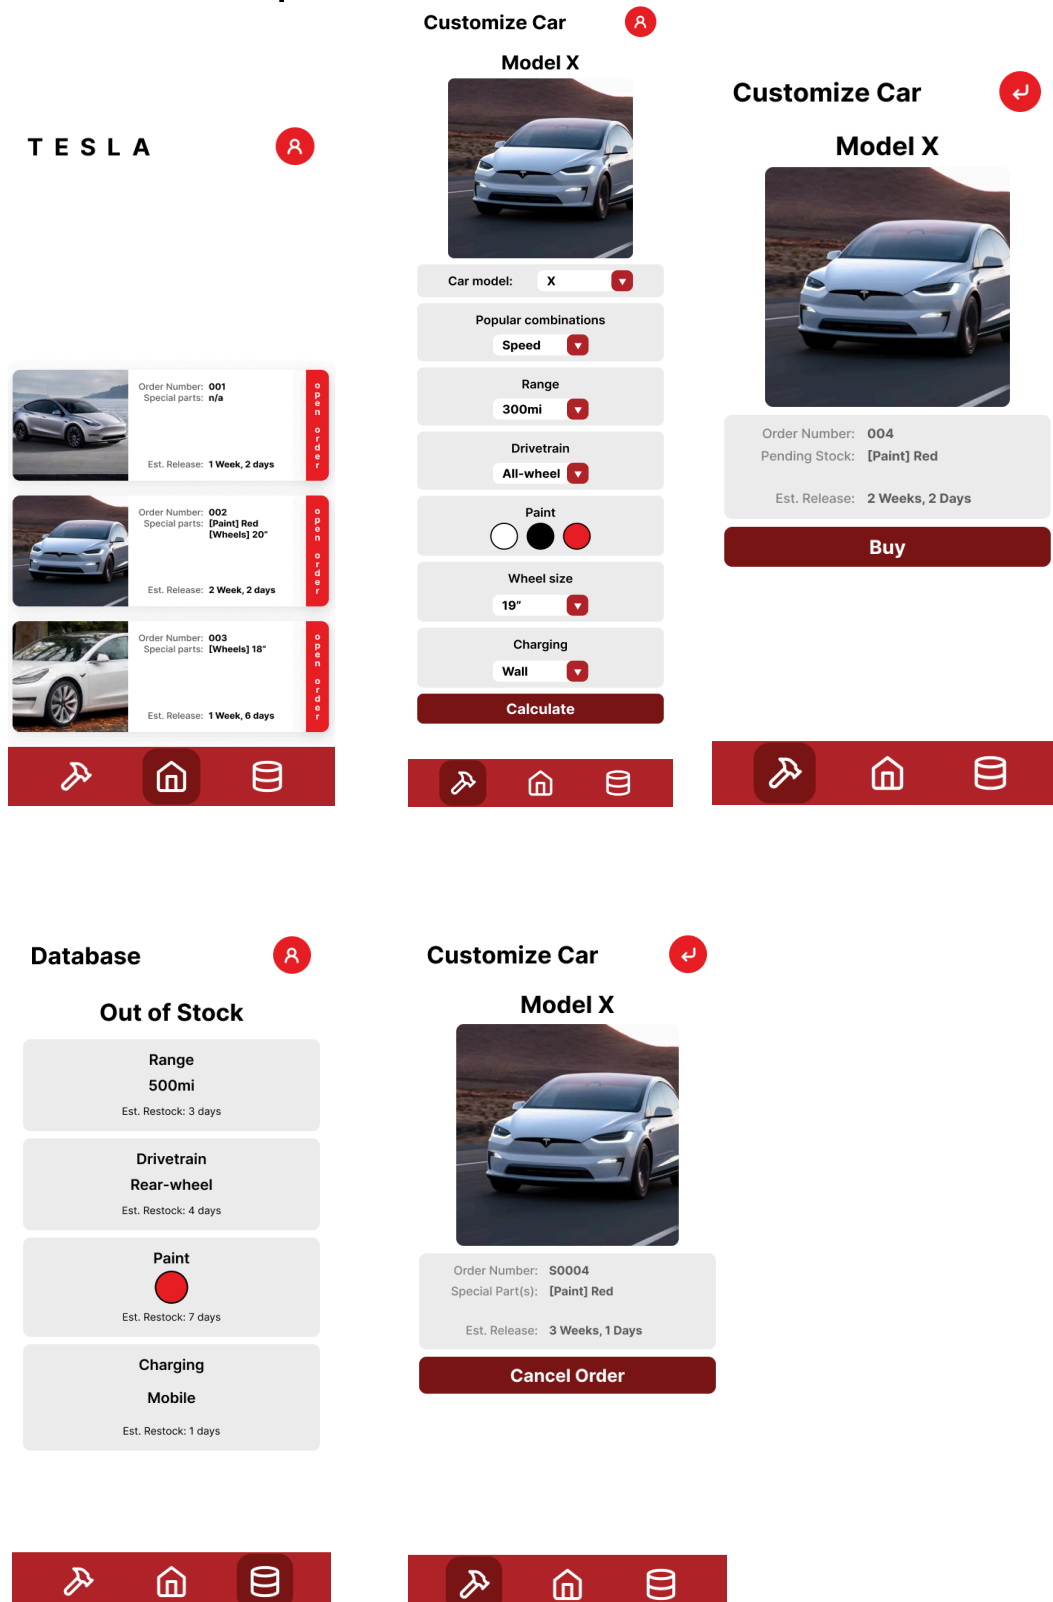 T E S L A
Order Number: 001
Special parts: n/a
Est. Release: 1 Week, 2 days
open order
Order Number: 002
Special parts: [Paint] Red
[Wheels] 20"
Est. Release: 2 Week, 2 days
open order
Order Number: 003
Special parts: [Wheels] 18"
Est. Release: 1 Week, 6 days
open order
Customize Car
Model X
Car model: X
Popular combinations
Speed
Range
300mi
Drivetrain
All-wheel
Paint
Wheel size
19"
Charging
Wall
Calculate
Customize Car
Model X
Order Number: 004
Pending Stock: [Paint] Red
Est. Release: 2 Weeks, 2 Days
Buy
Database
Out of Stock
Range
500mi
Est. Restock: 3 days
Drivetrain
Rear-wheel
Est. Restock: 4 days
Paint
Est. Restock: 7 days
Charging
Mobile
Est. Restock: 1 days
Customize Car
Model X
Order Number: S0004
Special Part(s): [Paint] Red
Est. Release: 3 Weeks, 1 Days
Cancel Order